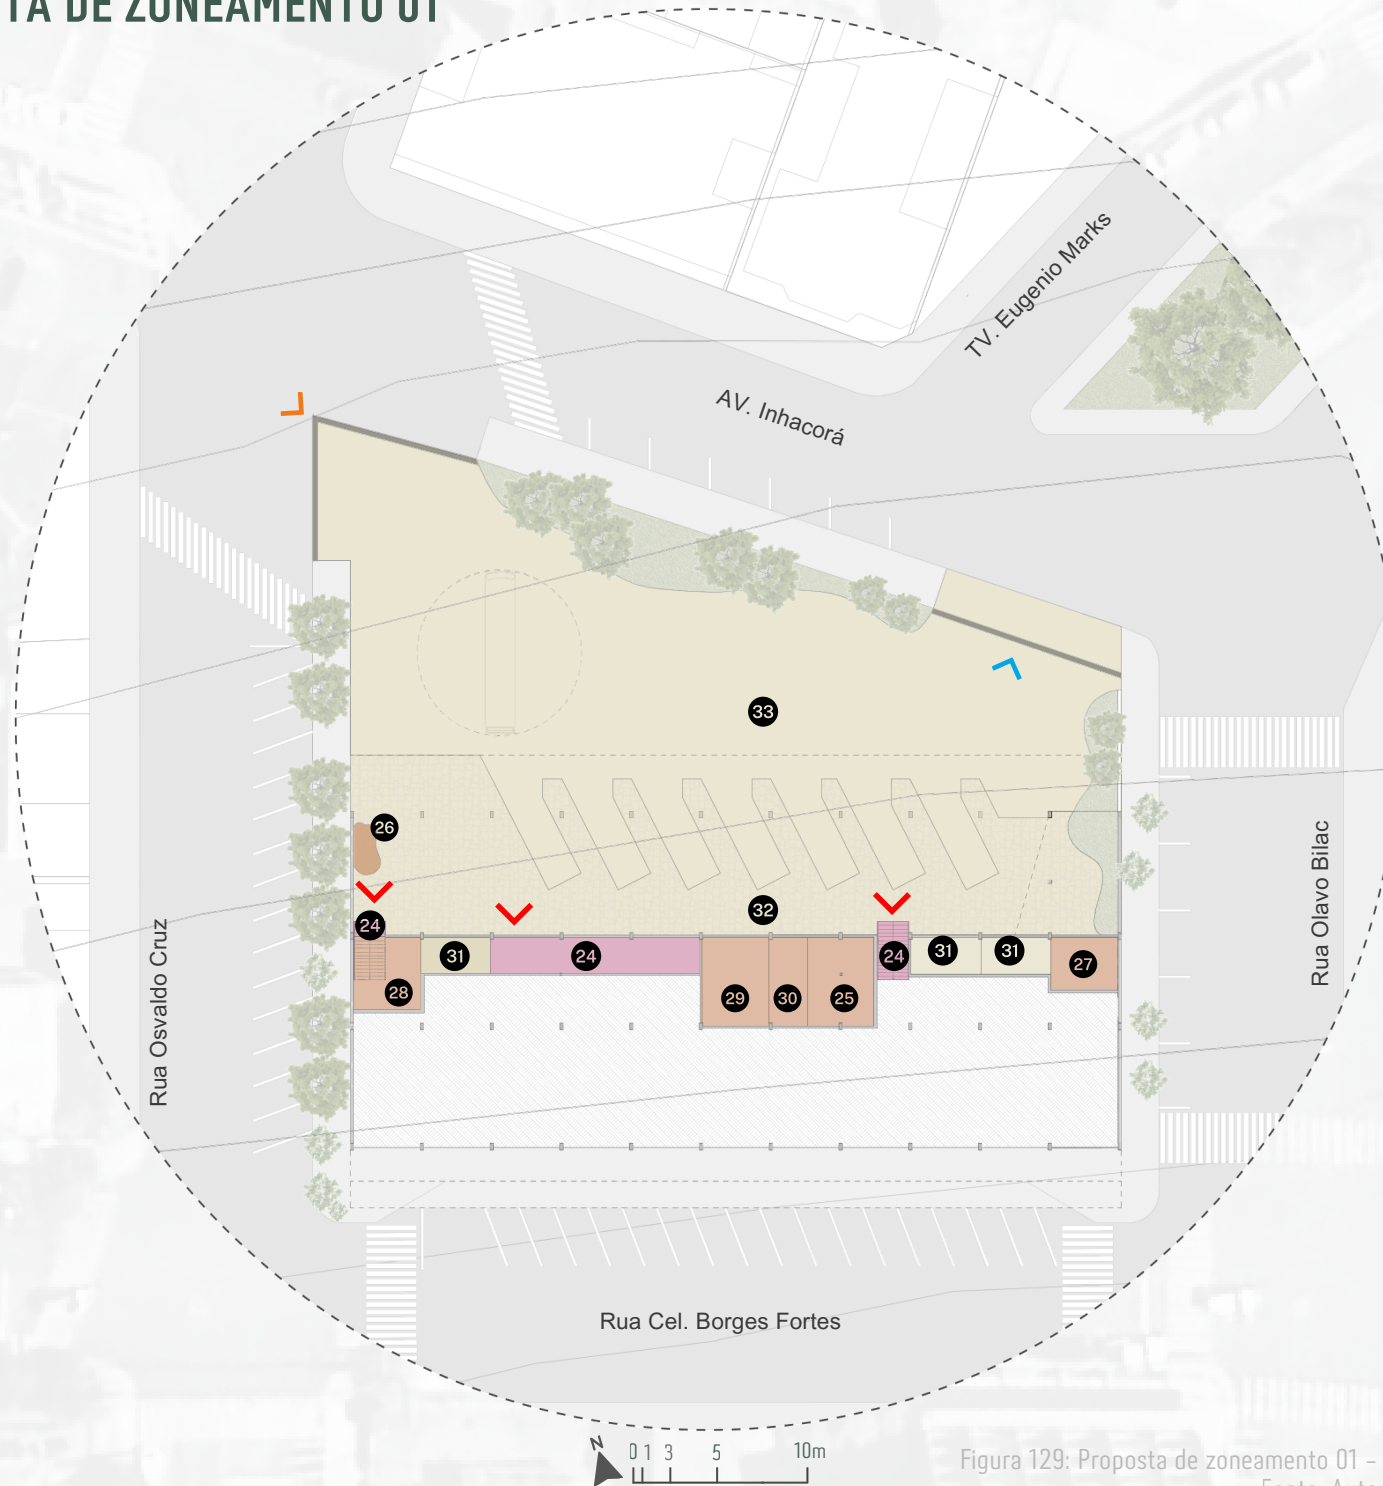 TA DE ZONEAMENTO 01
TV. Eugenio Marks
AV. Inhacorá
33
26
32
24
31
24
24
31
31
27
28
29
30
25
Rua Osvaldo Cruz
Rua Olavo Bilac
Rua Cel. Borges Fortes
N
0 1 3 5 10m
Figura 129: Proposta de zoneamento 01 -